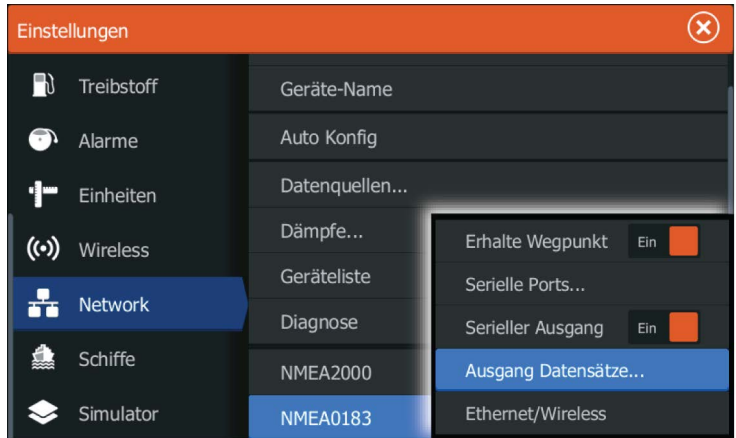 Einstellungen
Treibstoff
Alarme
Einheiten
Wireless
Network
Schiffe
Simulator
Geräte-Name
Auto Konfig
Datenquellen...
Dämpfe...
Geräteliste
Diagnose
NMEA2000
NMEA0183
Erhalte Wegpunkt Ein
Serielle Ports...
Serieller Ausgang Ein
Ausgang Datensätze...
Ethernet/Wireless